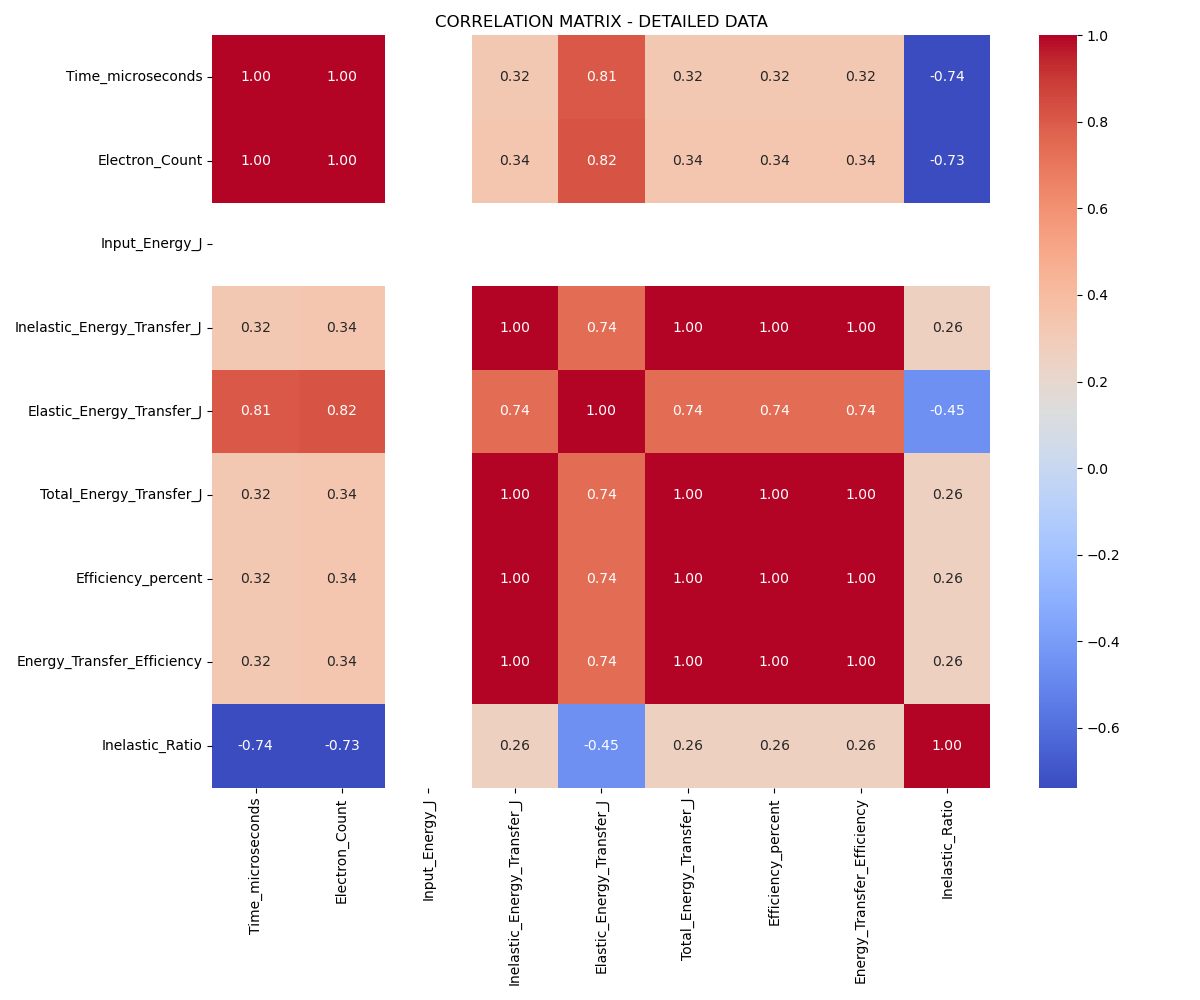 CORRELATION MATRIX - DETAILED DATA
Time_microseconds 1.00 1.00 0.32 0.81 0.32 0.32 0.32 -0.74
Electron_Count 1.00 1.00 0.34 0.82 0.34 0.34 0.34 -0.73
Input_Energy_J
Inelastic_Energy_Transfer_J 0.32 0.34 1.00 0.74 1.00 1.00 1.00 0.26
Elastic_Energy_Transfer_J 0.81 0.82 0.74 1.00 0.74 0.74 0.74 -0.45
Total_Energy_Transfer_J 0.32 0.34 1.00 0.74 1.00 1.00 1.00 0.26
Efficiency_percent 0.32 0.34 1.00 0.74 1.00 1.00 1.00 0.26
Energy_Transfer_Efficiency 0.32 0.34 1.00 0.74 1.00 1.00 1.00 0.26
Inelastic_Ratio -0.74 -0.73 0.26 -0.45 0.26 0.26 0.26 1.00
Time_microseconds
Electron_Count
Input_Energy_J
Inelastic_Energy_Transfer_J
Elastic_Energy_Transfer_J
Total_Energy_Transfer_J
Efficiency_percent
Energy_Transfer_Efficiency
Inelastic_Ratio
1.0
0.8
0.6
0.4
0.2
0.0
−0.2
−0.4
−0.6